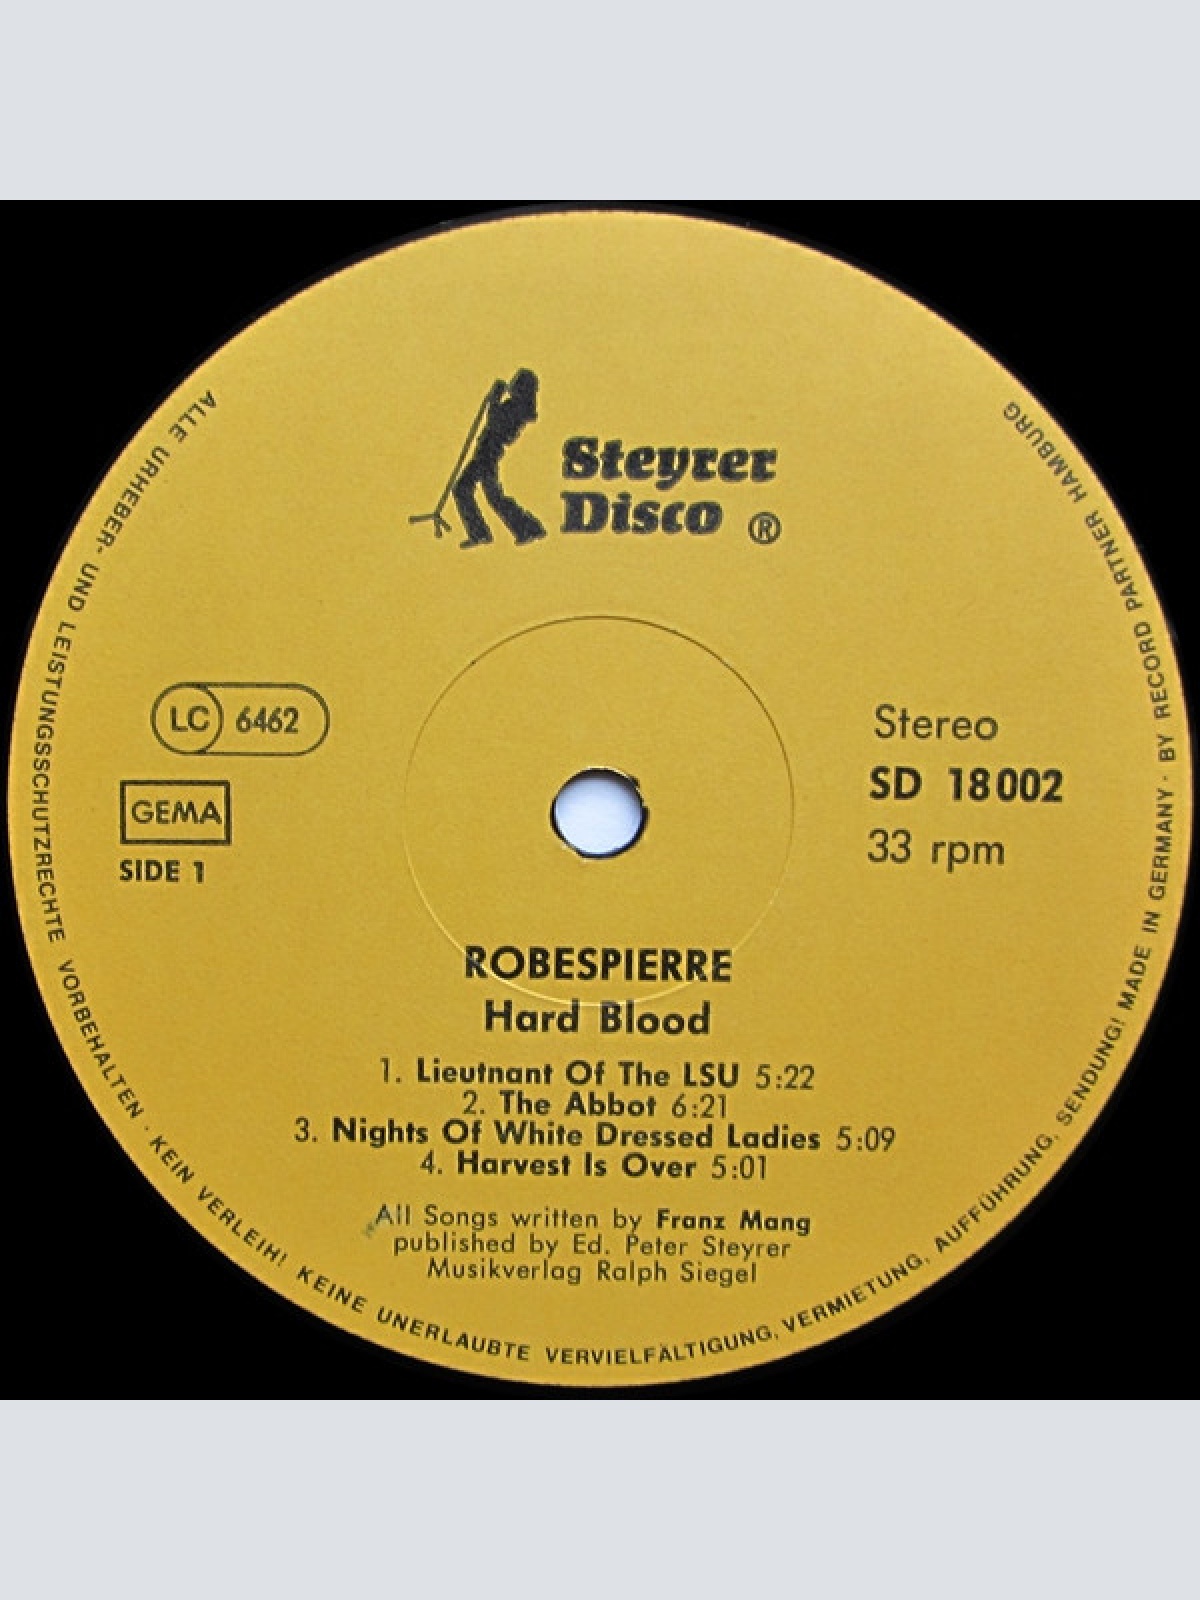 Steyrer
Disco ®
LC 6462
GEMA
SIDE 1
Stereo
SD 18002
33 rpm
ROBESPIERRE
Hard Blood
1. Lieutnant Of The LSU 5:22
2. The Abbot 6:21
3. Nights Of White Dressed Ladies 5:09
4. Harvest Is Over 5:01
All Songs written by Franz Mang
published by Ed. Peter Steyrer
Musikverlag Ralph Siegel
ALLE URHEBER- UND LEISTUNGSSCHUTZRECHTE VORBEHALTEN · KEIN VERLEIH! KEINE UNERLAUBTE VERVIELFÄLTIGUNG, VERMIETUNG, AUFFÜHRUNG, SENDUNG! MADE IN GERMANY · BY RECORD PARTNER HAMBURG